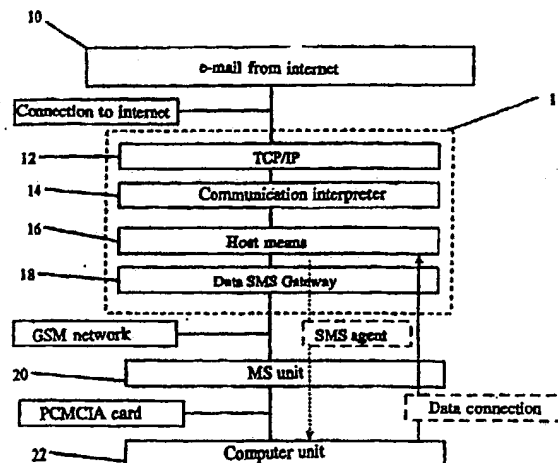 10
e-mail from internet
Connection to internet
1
12
TCP/IP
14
Communication interpreter
16
Host means
18
Data SMS Gateway
GSM network
SMS agent
20
MS unit
PCMCIA card
Data connection
22
Computer unit